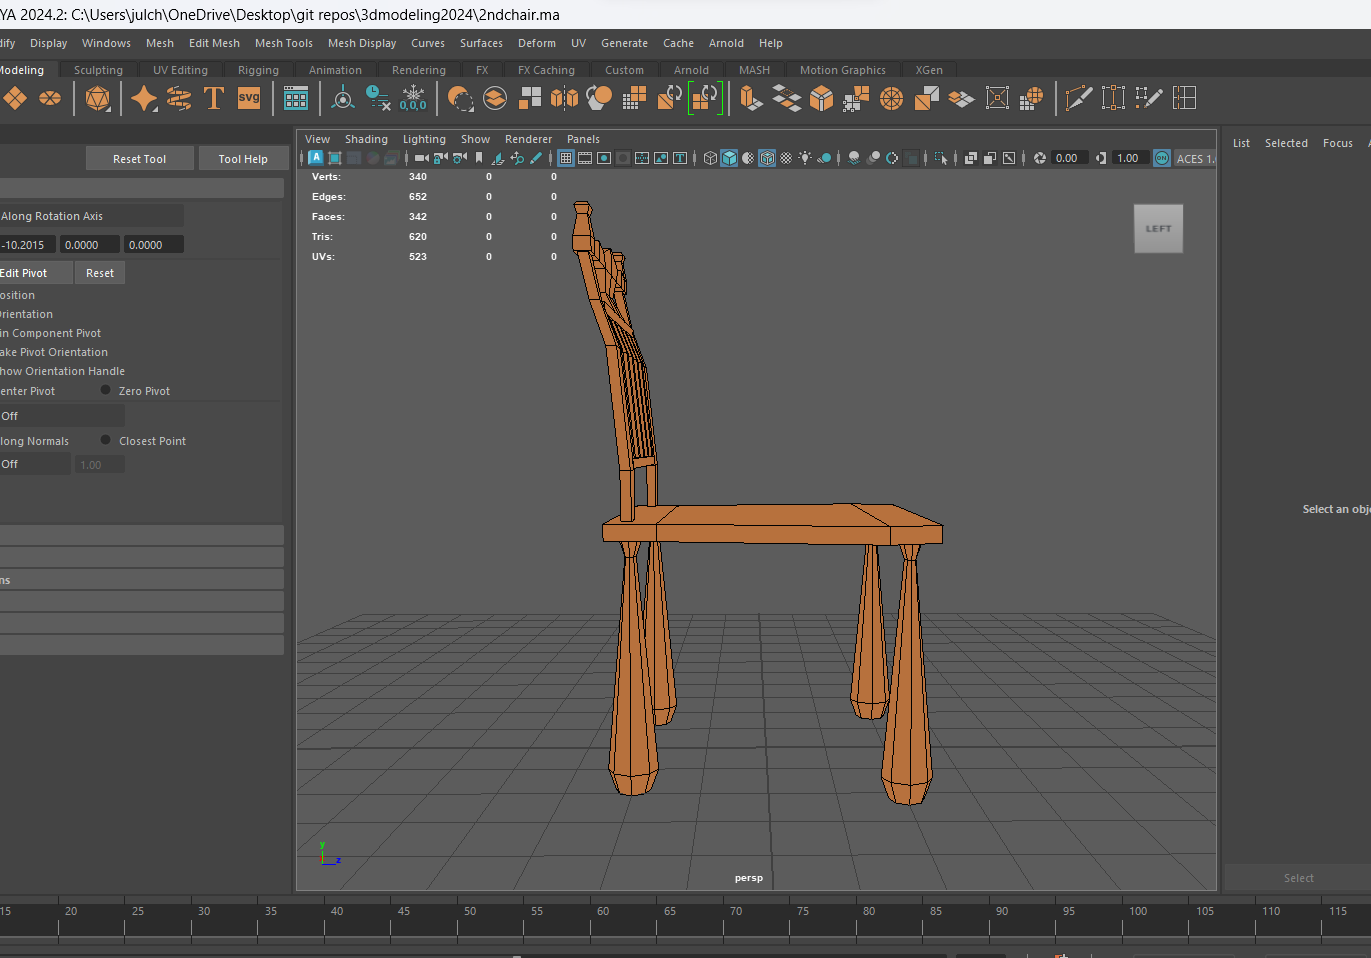 YA 2024.2: C:\Users\julch\OneDrive\Desktop\git repos\3dmodeling2024\2ndchair.ma
dify Display Windows Mesh Edit Mesh Mesh Tools Mesh Display Curves Surfaces Deform UV Generate Cache Arnold Help
Modeling Sculpting UV Editing Rigging Animation Rendering FX FX Caching Custom Arnold MASH Motion Graphics XGen
T SVG 0,0,0
View Shading Lighting Show Renderer Panels
List Selected Focus
Reset Tool Tool Help
0.00 1.00 ON ACES 1.
Verts: 340 0 0
Edges: 652 0 0
Faces: 342 0 0
Tris: 620 0 0
UVs: 523 0 0
LEFT
Along Rotation Axis
-10.2015 0.0000 0.0000
Edit Pivot Reset
osition
Orientation
in Component Pivot
ake Pivot Orientation
how Orientation Handle
enter Pivot Zero Pivot
Off
long Normals Closest Point
Off 1.00
ns
Select an obje
y
z
persp
Select
15 20 25 30 35 40 45 50 55 60 65 70 75 80 85 90 95 100 105 110 115